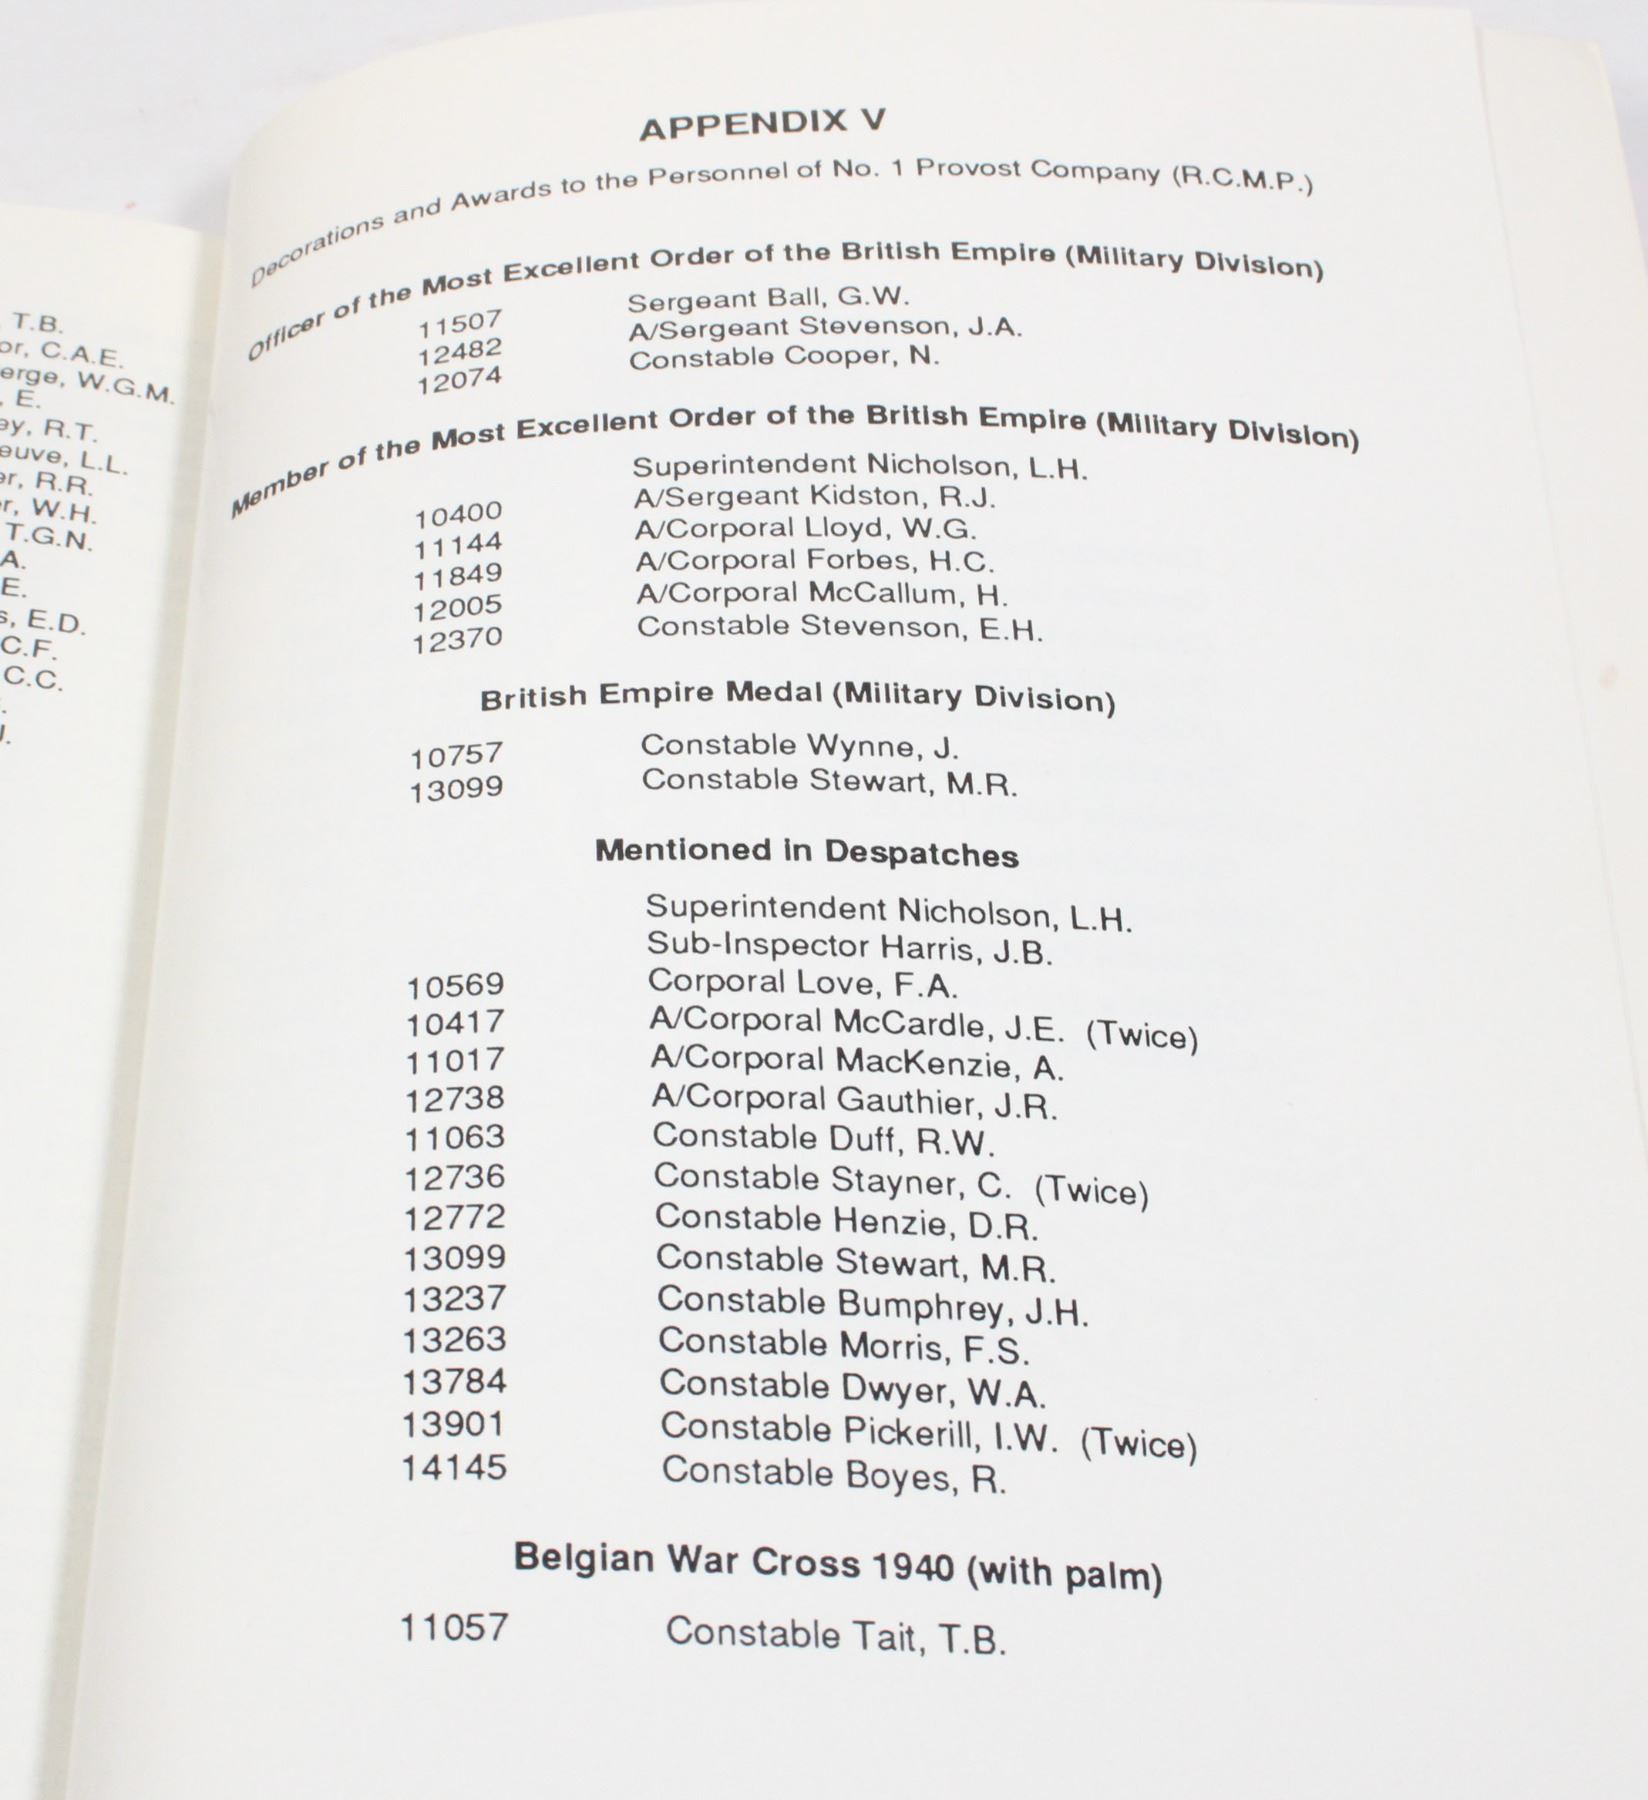 T.B.
C.A.E.
W.G.M.
E.
R.T.
L.L.
R.R.
W.H.
T.G.N.
A.
E.
E.D.
C.F.
C.C.
APPENDIX V
Decorations and Awards to the Personnel of No. 1 Provost Company (R.C.M.P.)
Officer of the Most Excellent Order of the British Empire (Military Division)
11507 Sergeant Ball, G.W.
12482 A/Sergeant Stevenson, J.A.
12074 Constable Cooper, N.
Member of the Most Excellent Order of the British Empire (Military Division)
Superintendent Nicholson, L.H.
10400 A/Sergeant Kidston, R.J.
11144 A/Corporal Lloyd, W.G.
11849 A/Corporal Forbes, H.C.
12005 A/Corporal McCallum, H.
12370 Constable Stevenson, E.H.
British Empire Medal (Military Division)
10757 Constable Wynne, J.
13099 Constable Stewart, M.R.
Mentioned in Despatches
Superintendent Nicholson, L.H.
Sub-Inspector Harris, J.B.
10569 Corporal Love, F.A.
10417 A/Corporal McCardle, J.E. (Twice)
11017 A/Corporal MacKenzie, A.
12738 A/Corporal Gauthier, J.R.
11063 Constable Duff, R.W.
12736 Constable Stayner, C. (Twice)
12772 Constable Henzie, D.R.
13099 Constable Stewart, M.R.
13237 Constable Bumphrey, J.H.
13263 Constable Morris, F.S.
13784 Constable Dwyer, W.A.
13901 Constable Pickerill, I.W. (Twice)
14145 Constable Boyes, R.
Belgian War Cross 1940 (with palm)
11057 Constable Tait, T.B.